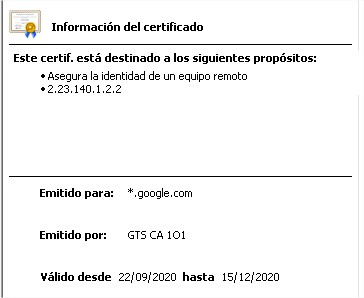 Información del certificado
Este certif. está destinado a los siguientes propósitos:
•Asegura la identidad de un equipo remoto
•2.23.140.1.2.2
Emitido para: *.google.com
Emitido por: GTS CA 1O1
Válido desde 22/09/2020 hasta 15/12/2020